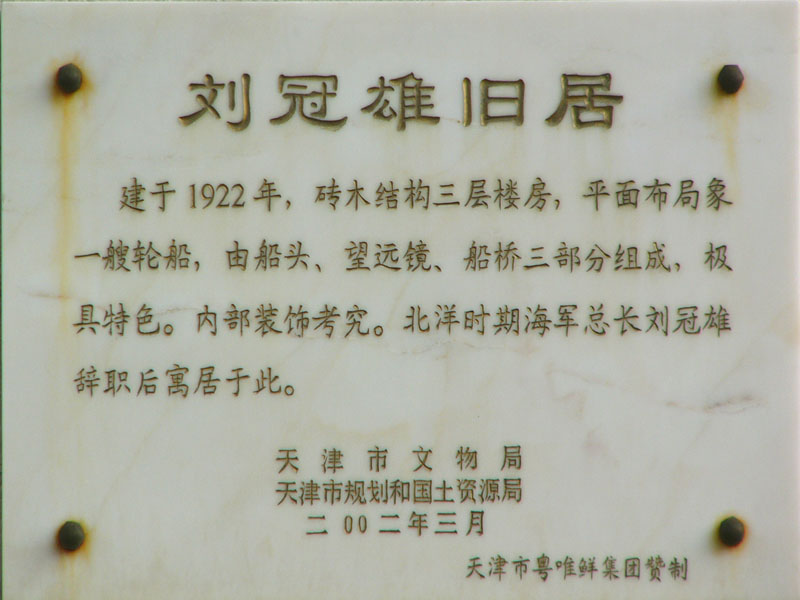 刘冠雄旧居
建于1922年，砖木结构三层楼房，平面布局象
一艘轮船，由船头、望远镜、船桥三部分组成，极
具特色。内部装饰考究。北洋时期海军总长刘冠雄
辞职后寓居于此。
天津市文物局
天津市规划和国土资源局
二00二年三月
天津市粤唯鲜集团赞制